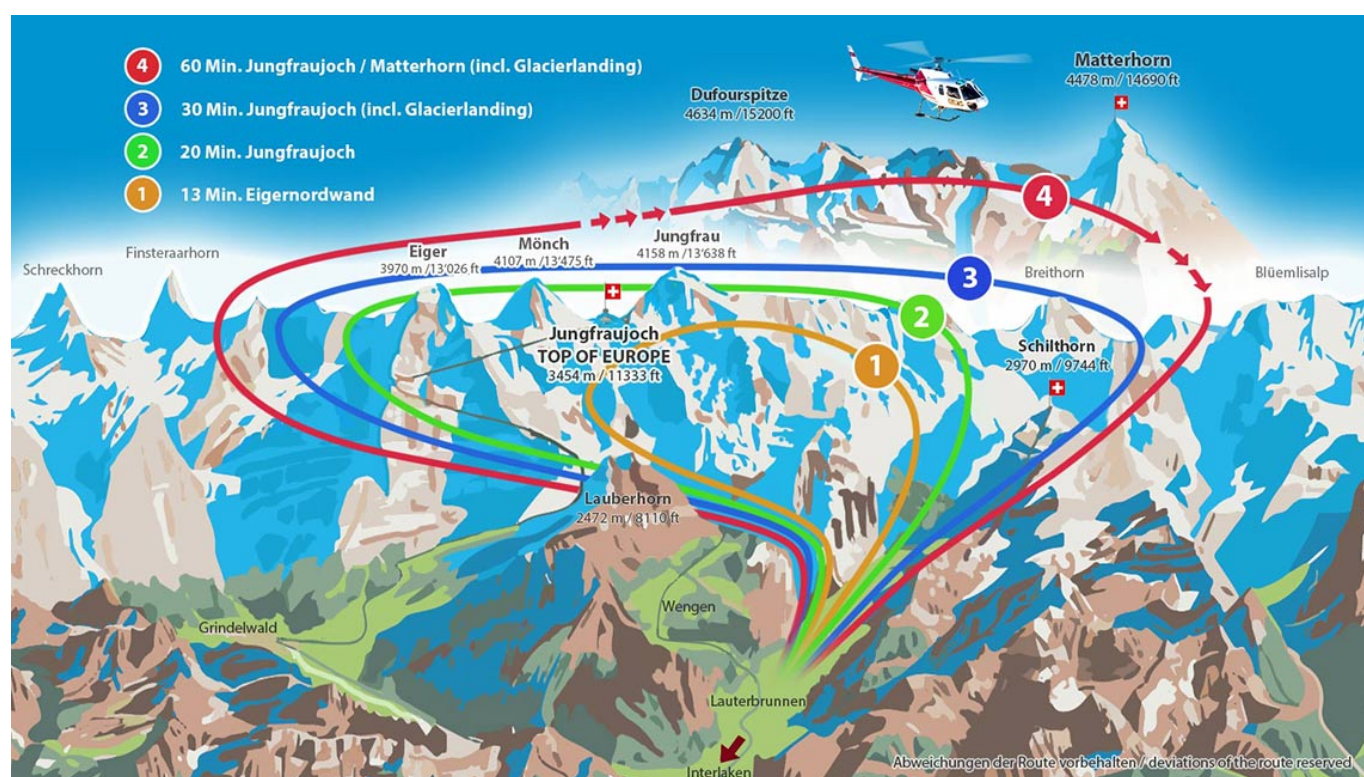 4 60 Min. Jungfraujoch / Matterhorn (incl. Glacierlanding)
3 30 Min. Jungfraujoch (incl. Glacierlanding)
2 20 Min. Jungfraujoch
1 13 Min. Eigernordwand
Matterhorn
4478 m / 14690 ft
Dufourspitze
4634 m /15200 ft
4
Schreckhorn
Finsteraarhorn
Eiger
3970 m /13'026 ft
Mönch
4107 m /13'475 ft
Jungfrau
4158 m /13'638 ft
3
Breithorn
Blüemlisalp
2
Jungfraujoch
TOP OF EUROPE
3454 m / 11333 ft
1
Schilthorn
2970 m / 9744 ft
Lauberhorn
2472 m / 8110 ft
Wengen
Grindelwald
Lauterbrunnen
Interlaken
Abweichungen der Route vorbehalten / deviations of the route reserved